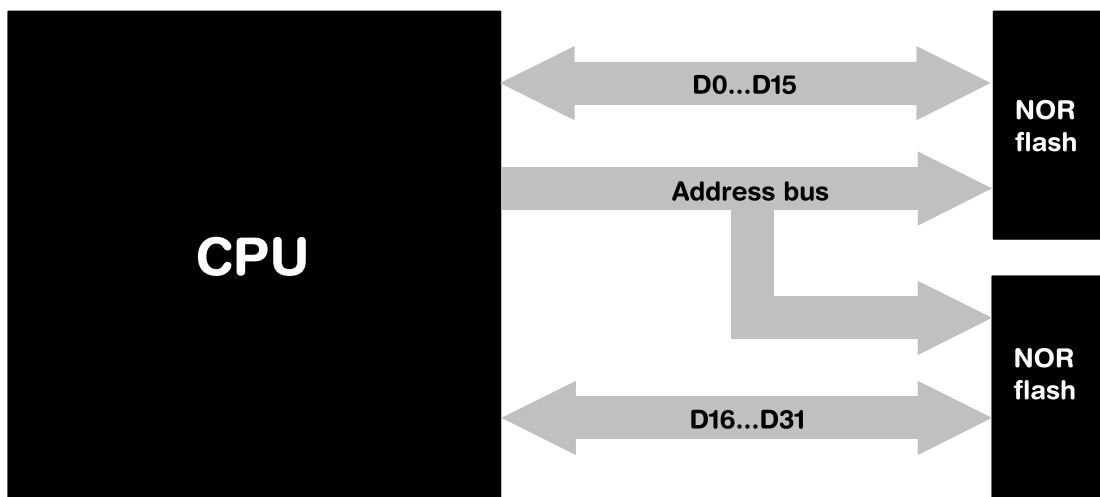 D0...D15
NOR
flash
Address bus
CPU
NOR
flash
D16...D31